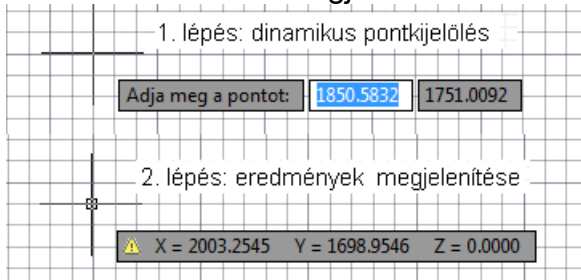 1. lépés: dinamikus pontkijelölés
Adja meg a pontot: 1850.5832 1751.0092
2. lépés: eredmények megjelenítése
X = 2003.2545 Y = 1698.9546 Z = 0.0000